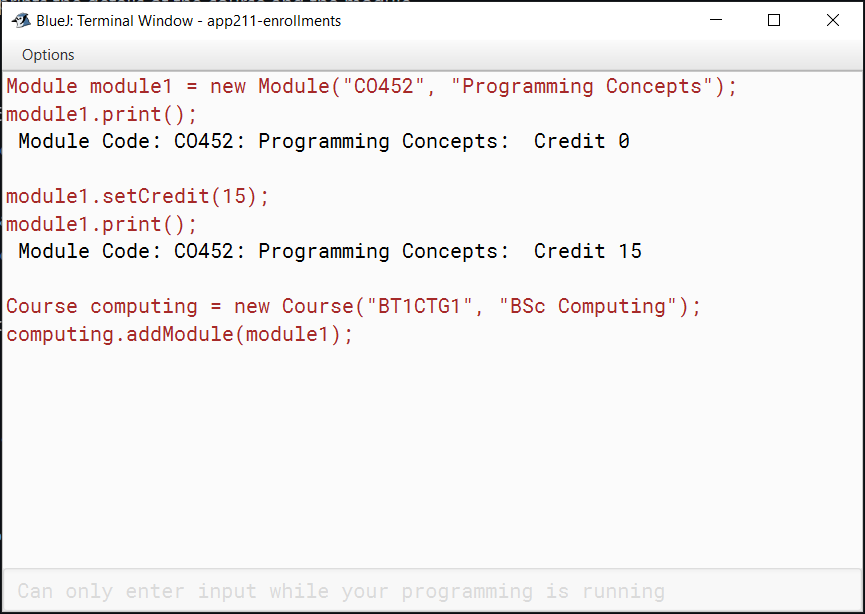 BlueJ: Terminal Window - app211-enrollments
Options
Module module1 = new Module("CO452", "Programming Concepts");
module1.print();
Module Code: CO452: Programming Concepts:  Credit 0
module1.setCredit(15);
module1.print();
Module Code: CO452: Programming Concepts:  Credit 15
Course computing = new Course("BT1CTG1", "BSc Computing");
computing.addModule(module1);
Can only enter input while your programming is running